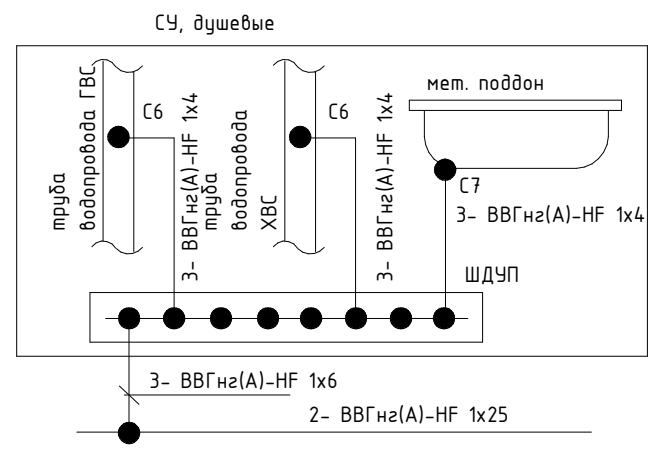 СУ, душевые
труба
водопровода ГВС
С6
3- ВВГнг(А)-HF 1х4
труба
водопровода
ХВС
С6
3- ВВГнг(А)-HF 1х4
мет. поддон
С7
3- ВВГнг(А)-HF 1х4
ШДУП
3- ВВГнг(А)-HF 1х6
2- ВВГнг(А)-HF 1х25